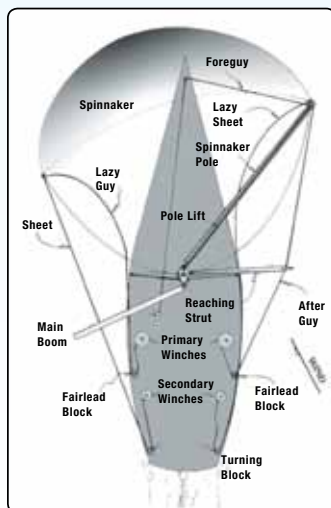 Foreguy
Spinnaker
Lazy
Sheet
Spinnaker
Pole
Lazy
Guy
Sheet
Pole Lift
Reaching
Strut
After
Guy
Main
Boom
Primary
Winches
WIND
Fairlead
Block
Secondary
Winches
Fairlead
Block
Turning
Block